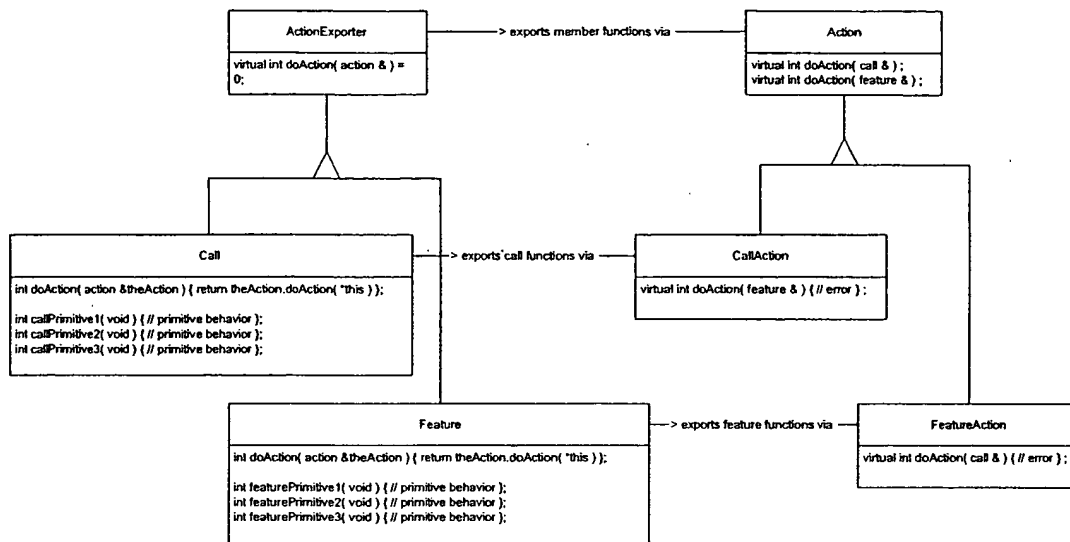 ActionExporter
> exports member functions via
Action
virtual int doAction( action & ) =
0;
virtual int doAction( call & ) ;
virtual int doAction( feature & ) ;
Call
> exports call functions via
CallAction
int doAction( action &theAction ) { return theAction.doAction( *this ) };
virtual int doAction( feature & ) { // error } ;
int callPrimitive1( void ) { // primitive behavior };
int callPrimitive2( void ) { // primitive behavior };
int callPrimitive3( void ) { // primitive behavior };
Feature
> exports feature functions via
FeatureAction
int doAction( action &theAction ) { return theAction.doAction( *this ) };
virtual int doAction( call & ) { // error } ;
int featurePrimitive1( void ) { // primitive behavior };
int featurePrimitive2( void ) { // primitive behavior };
int featurePrimitive3( void ) { // primitive behavior };